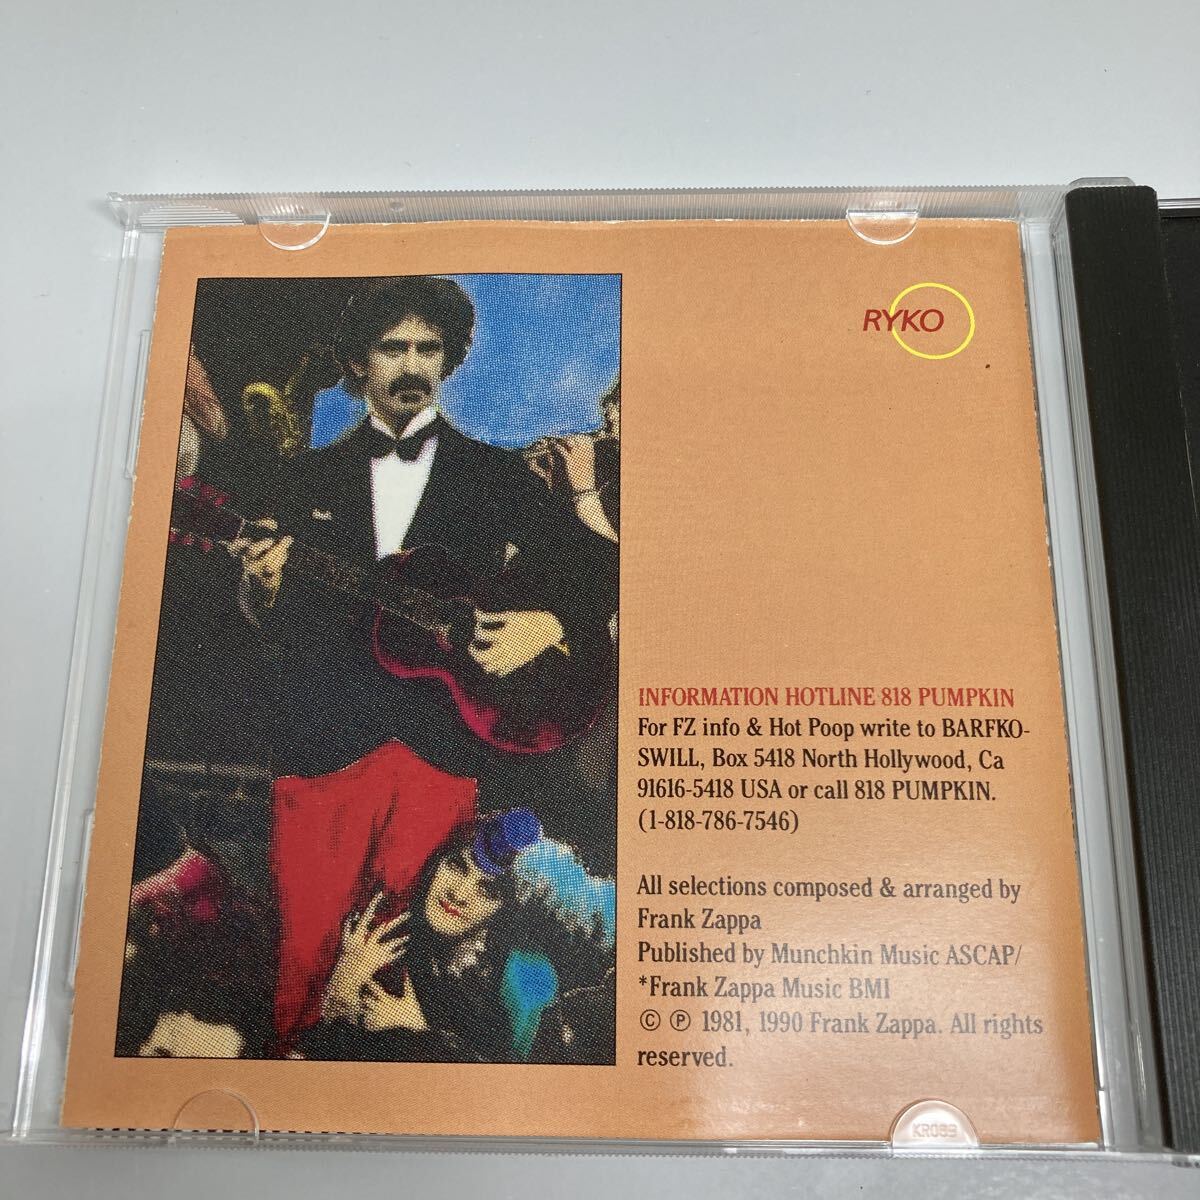 RYKO
INFORMATION HOTLINE 818 PUMPKIN
For FZ info & Hot Poop write to BARFKO-
SWILL, Box 5418 North Hollywood, Ca
91616-5418 USA or call 818 PUMPKIN.
(1-818-786-7546)
All selections composed & arranged by
Frank Zappa
Published by Munchkin Music ASCAP/
*Frank Zappa Music BMI
© ℗ 1981, 1990 Frank Zappa. All rights
reserved.
KR089